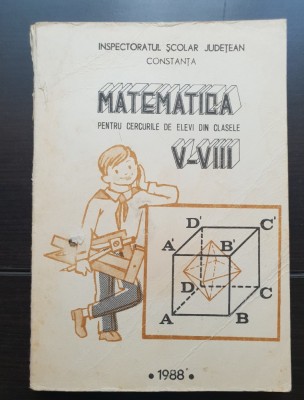 INSPECTORATUL ŞCOLAR JUDEŢEAN
CONSTANŢA
MATEMATICA
PENTRU CERCURILE DE ELEVI DIN CLASELE
V-VIII
D' C'
A' B'
D C
A B
• 1988 •